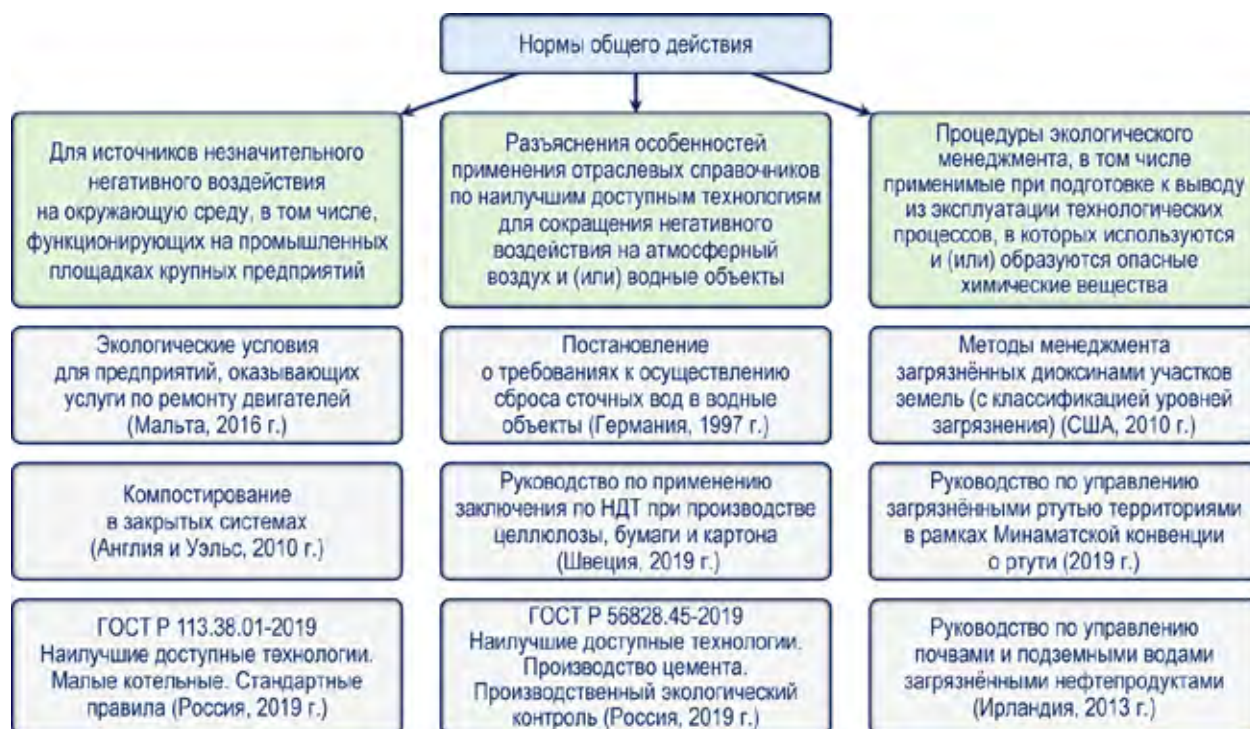 Нормы общего действия
Для источников незначительного
негативного воздействия
на окружающую среду, в том числе,
функционирующих на промышленных
площадках крупных предприятий
Разъяснения особенностей
применения отраслевых справочников
по наилучшим доступным технологиям
для сокращения негативного
воздействия на атмосферный
воздух и (или) водные объекты
Процедуры экологического
менеджмента, в том числе
применимые при подготовке к выводу
из эксплуатации технологических
процессов, в которых используются
и (или) образуются опасные
химические вещества
Экологические условия
для предприятий, оказывающих
услуги по ремонту двигателей
(Мальта, 2016 г.)
Постановление
о требованиях к осуществлению
сброса сточных вод в водные
объекты (Германия, 1997 г.)
Методы менеджмента
загрязнённых диоксинами участков
земель (с классификацией уровней
загрязнения) (США, 2010 г.)
Компостирование
в закрытых системах
(Англия и Уэльс, 2010 г.)
Руководство по применению
заключения по НДТ при производстве
целлюлозы, бумаги и картона
(Швеция, 2019 г.)
Руководство по управлению
загрязнёнными ртутью территориями
в рамках Минаматской конвенции
о ртути (2019 г.)
ГОСТ Р 113.38.01-2019
Наилучшие доступные технологии.
Малые котельные. Стандартные
правила (Россия, 2019 г.)
ГОСТ Р 56828.45-2019
Наилучшие доступные технологии.
Производство цемента.
Производственный экологический
контроль (Россия, 2019 г.)
Руководство по управлению
почвами и подземными водами
загрязнёнными нефтепродуктами
(Ирландия, 2013 г.)